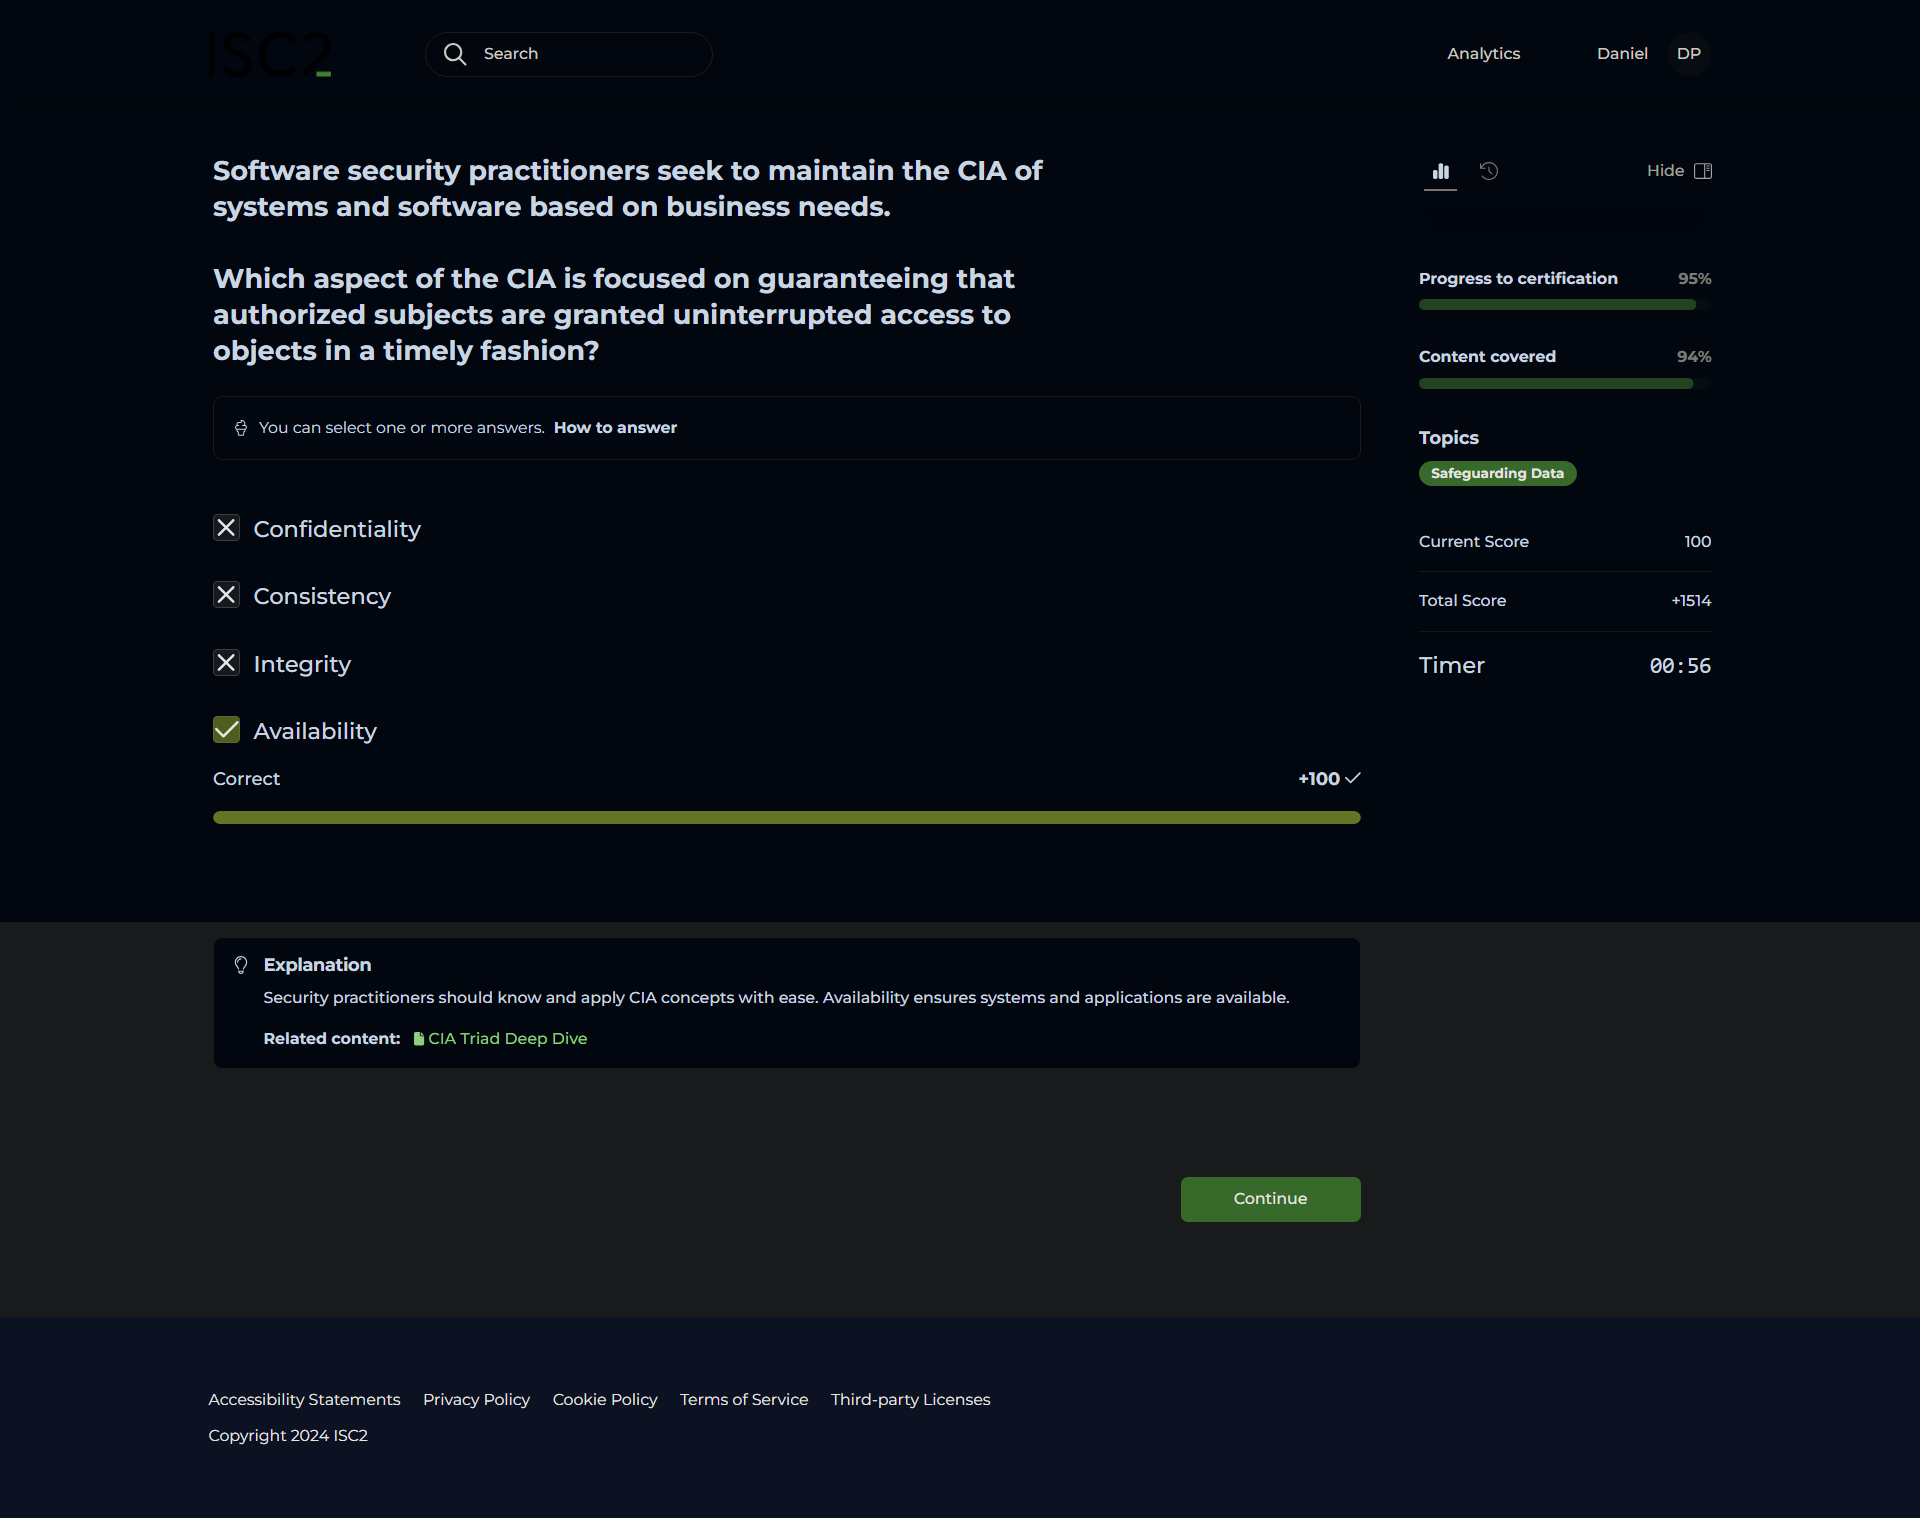 ISC2
Search
Analytics
Daniel
DP
Software security practitioners seek to maintain the CIA of
systems and software based on business needs.
Which aspect of the CIA is focused on guaranteeing that
authorized subjects are granted uninterrupted access to
objects in a timely fashion?
You can select one or more answers. How to answer
Confidentiality
Consistency
Integrity
Availability
Correct
+100
Hide
Progress to certification 95%
Content covered 94%
Topics
Safeguarding Data
Current Score 100
Total Score +1514
Timer 00:56
Explanation
Security practitioners should know and apply CIA concepts with ease. Availability ensures systems and applications are available.
Related content: CIA Triad Deep Dive
Continue
Accessibility Statements Privacy Policy Cookie Policy Terms of Service Third-party Licenses
Copyright 2024 ISC2